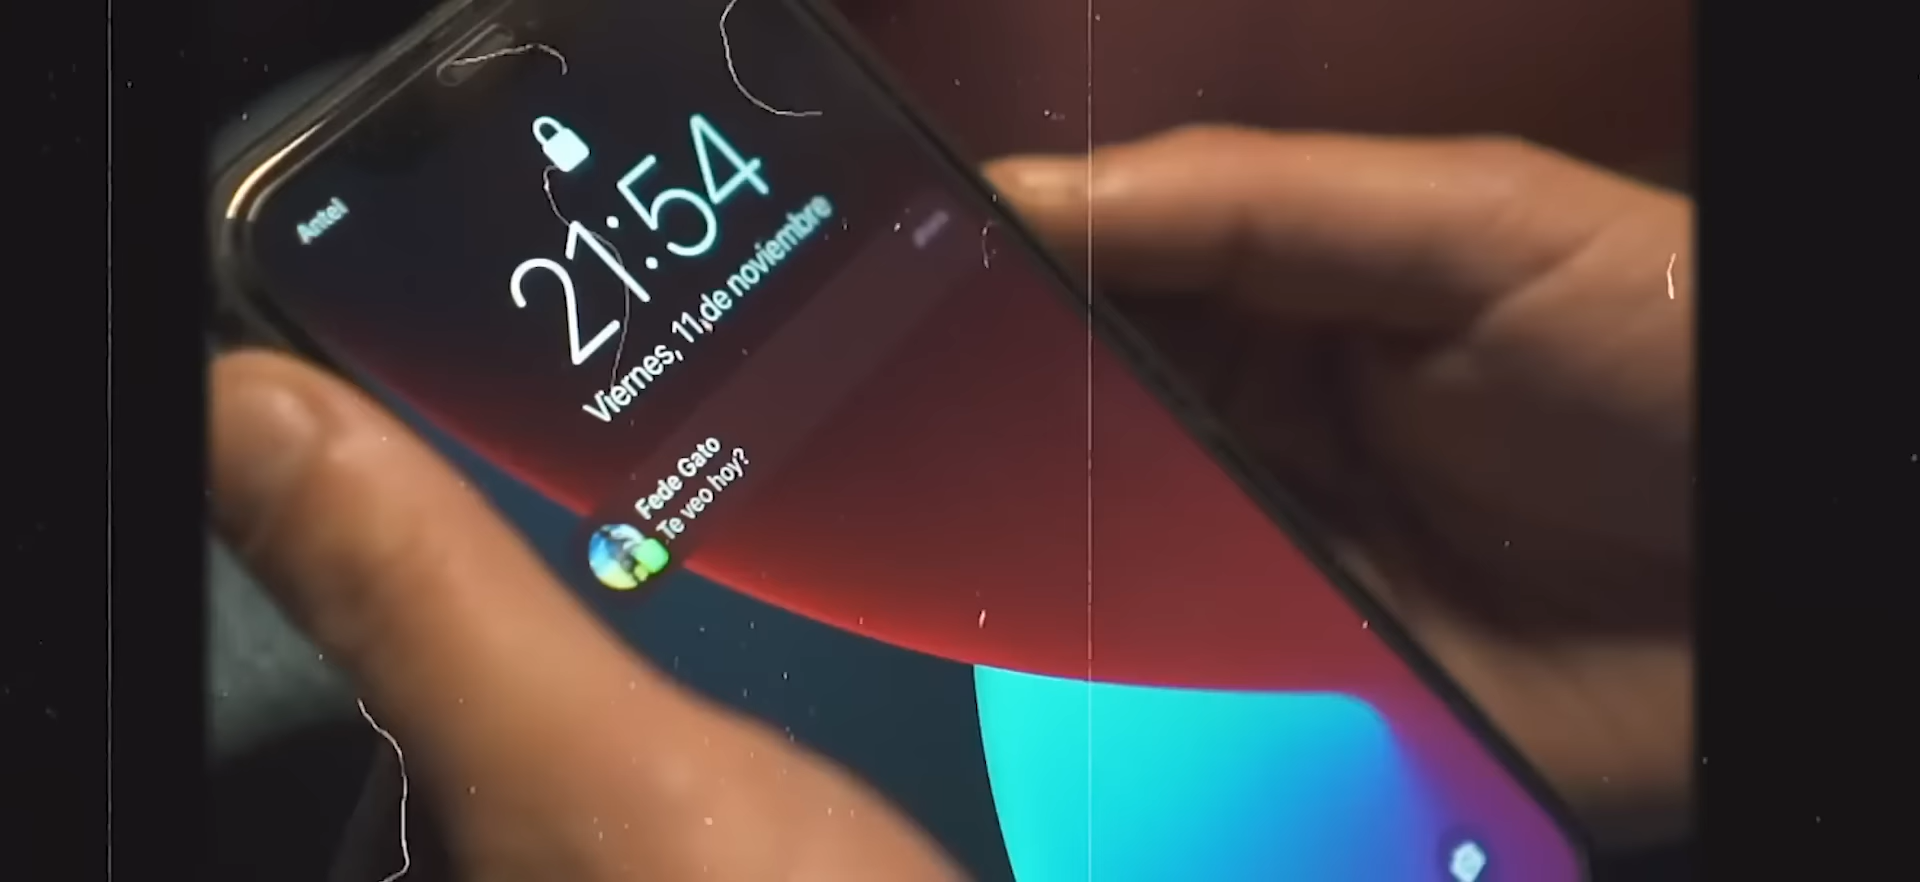 Antel
21:54
Viernes, 11 de noviembre
Fede Gato
Te veo hoy?